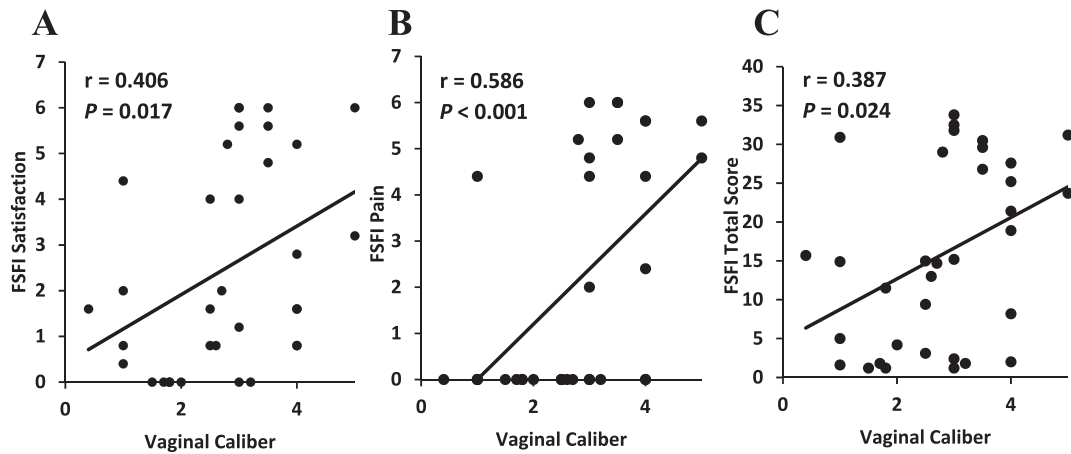 A
r = 0.406
P = 0.017
7
6
5
4
3
2
1
0
FSFI Satisfaction
0 2 4
Vaginal Caliber
B
r = 0.586
P < 0.001
7
6
5
4
3
2
1
0
FSFI Pain
0 2 4
Vaginal Caliber
C
r = 0.387
P = 0.024
40
35
30
25
20
15
10
5
0
FSFI Total Score
0 2 4
Vaginal Caliber